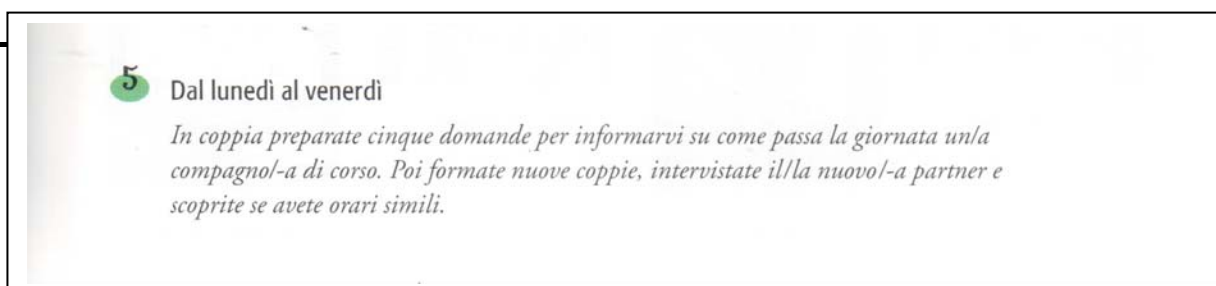 5
Dal lunedì al venerdì
In coppia preparate cinque domande per informarvi su come passa la giornata un/a
compagno/-a di corso. Poi formate nuove coppie, intervistate il/la nuovo/-a partner e
scoprite se avete orari simili.